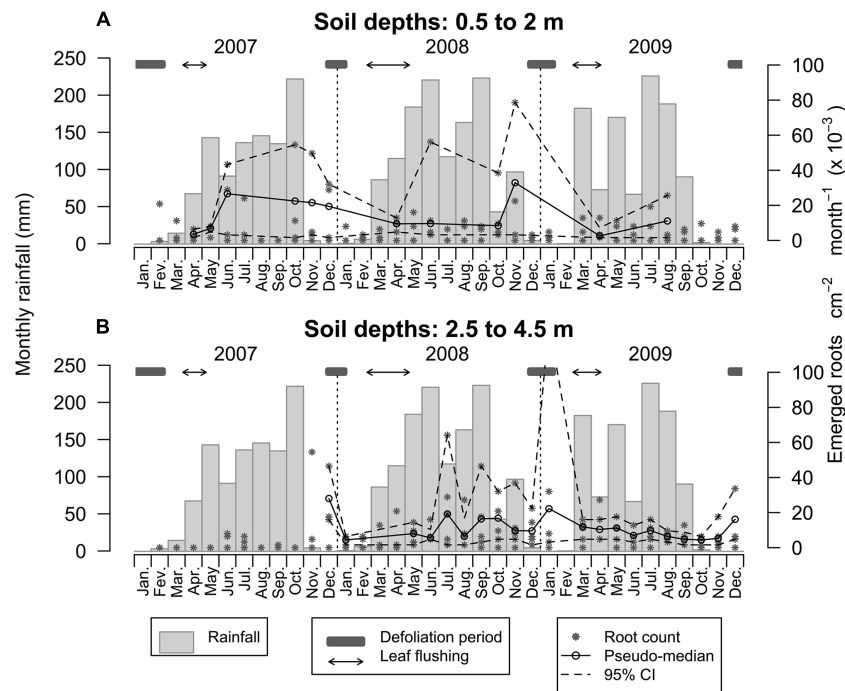 A
Soil depths: 0.5 to 2 m
2007
2008
2009
250
200
150
100
50
0
100
80
60
40
20
0
Jan.
Fev.
Mar.
Apr.
May
Jun.
Jul.
Aug.
Sep.
Oct.
Nov.
Dec.
Jan.
Fev.
Mar.
Apr.
May
Jun.
Jul.
Aug.
Sep.
Oct.
Nov.
Dec.
Jan.
Fev.
Mar.
Apr.
May
Jun.
Jul.
Aug.
Sep.
Oct.
Nov.
Dec.
Monthly rainfall (mm)
Emerged roots cm⁻² month⁻¹ (x 10⁻³)
B
Soil depths: 2.5 to 4.5 m
2007
2008
2009
250
200
150
100
50
0
100
80
60
40
20
0
Jan.
Fev.
Mar.
Apr.
May
Jun.
Jul.
Aug.
Sep.
Oct.
Nov.
Dec.
Jan.
Fev.
Mar.
Apr.
May
Jun.
Jul.
Aug.
Sep.
Oct.
Nov.
Dec.
Jan.
Fev.
Mar.
Apr.
May
Jun.
Jul.
Aug.
Sep.
Oct.
Nov.
Dec.
Rainfall
Defoliation period
Leaf flushing
Root count
Pseudo-median
95% CI